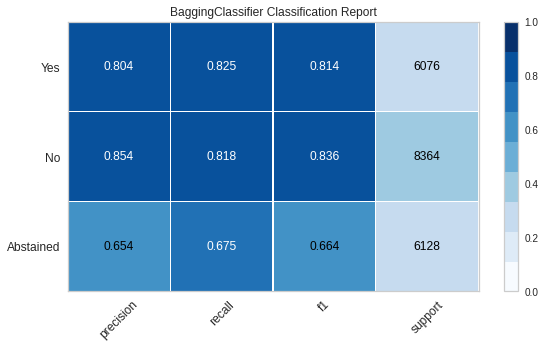 BaggingClassifier Classification Report
Yes 0.804 0.825 0.814 6076
No 0.854 0.818 0.836 8364
Abstained 0.654 0.675 0.664 6128
precision recall f1 support
1.0
0.8
0.6
0.4
0.2
0.0